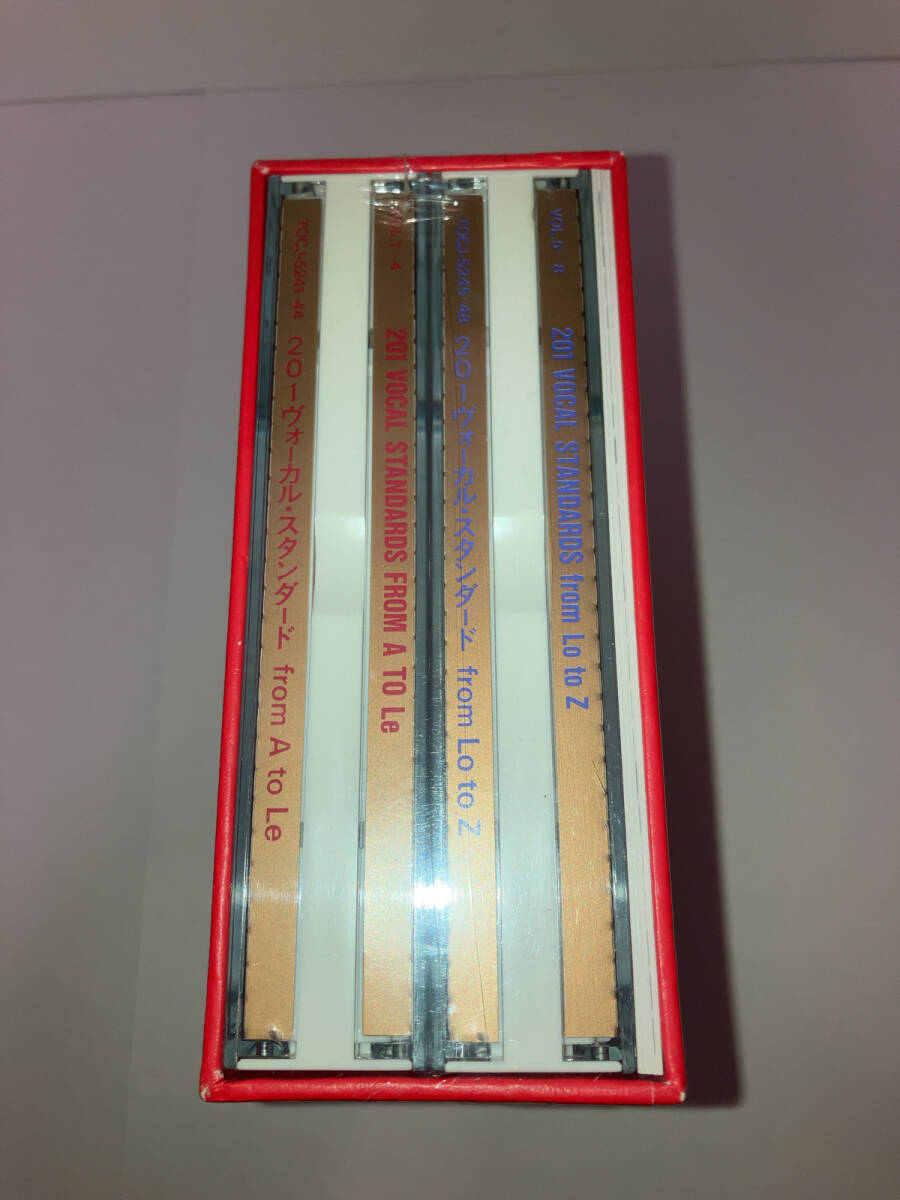 TOCJ-5241-44 201ヴォーカル・スタンダード from A to Le
VOL.1 - 4 201 VOCAL STANDARDS FROM A TO Le
TOCJ-5245-48 201ヴォーカル・スタンダード from Lo to Z
VOL.5 - 8 201 VOCAL STANDARDS from Lo to Z